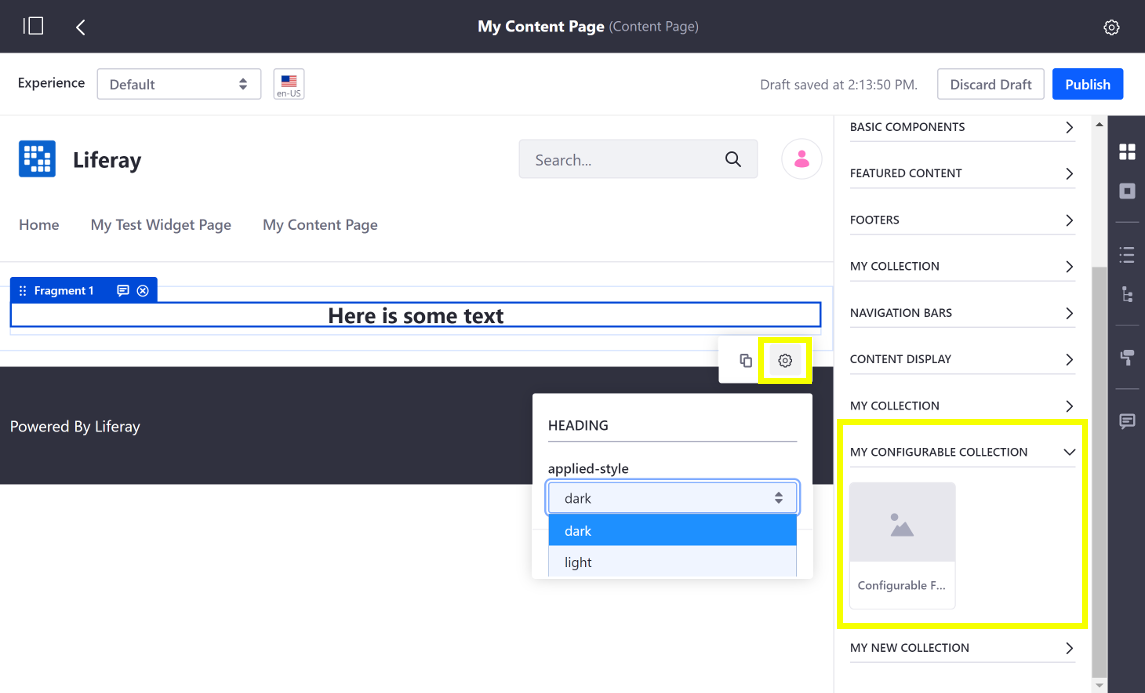 My Content Page (Content Page)
Experience
Default
en-US
Draft saved at 2:13:50 PM.
Discard Draft
Publish
Liferay
Search...
Home
My Test Widget Page
My Content Page
Fragment 1
Here is some text
Powered By Liferay
HEADING
applied-style
dark
dark
light
BASIC COMPONENTS
FEATURED CONTENT
FOOTERS
MY COLLECTION
NAVIGATION BARS
CONTENT DISPLAY
MY COLLECTION
MY CONFIGURABLE COLLECTION
Configurable F...
MY NEW COLLECTION